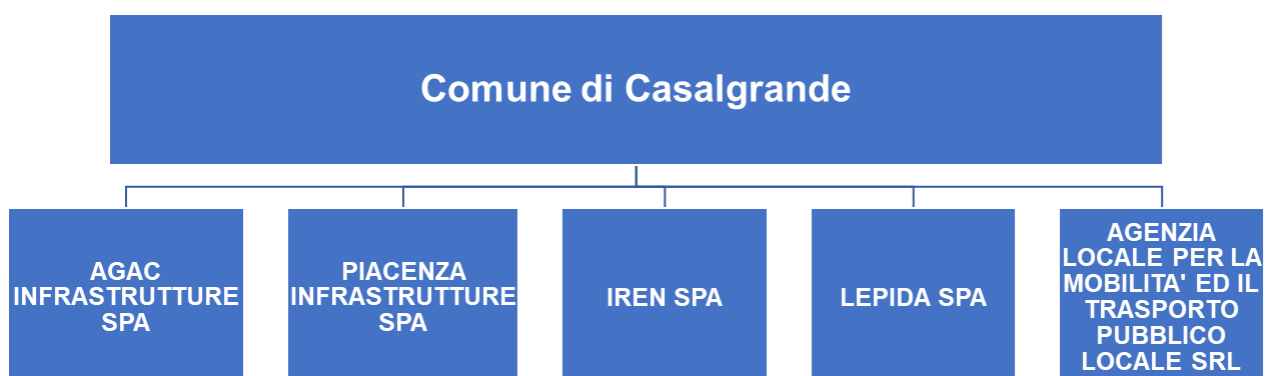 Comune di Casalgrande
AGAC
INFRASTRUTTURE
SPA
PIACENZA
INFRASTRUTTURE
SPA
IREN SPA
LEPIDA SPA
AGENZIA
LOCALE PER LA
MOBILITA' ED IL
TRASPORTO
PUBBLICO
LOCALE SRL